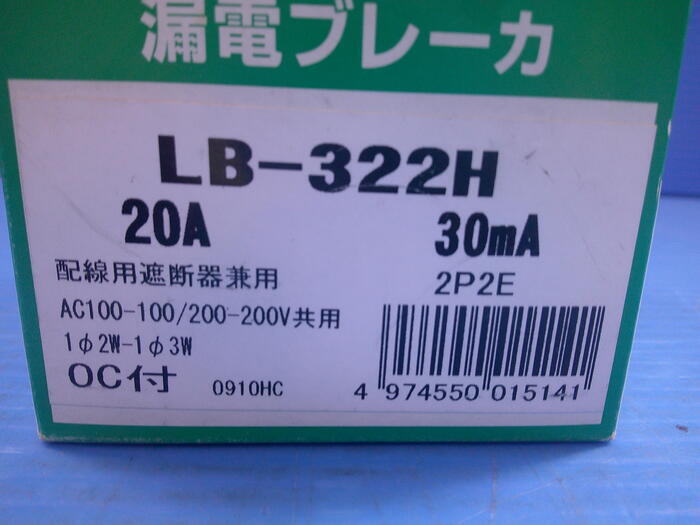 漏電ブレーカ
LB-322H
20A 30mA
配線用遮断器兼用 2P2E
AC100-100/200-200V共用
1φ2W-1φ3W
OC付 0910HC 4 974550 015141